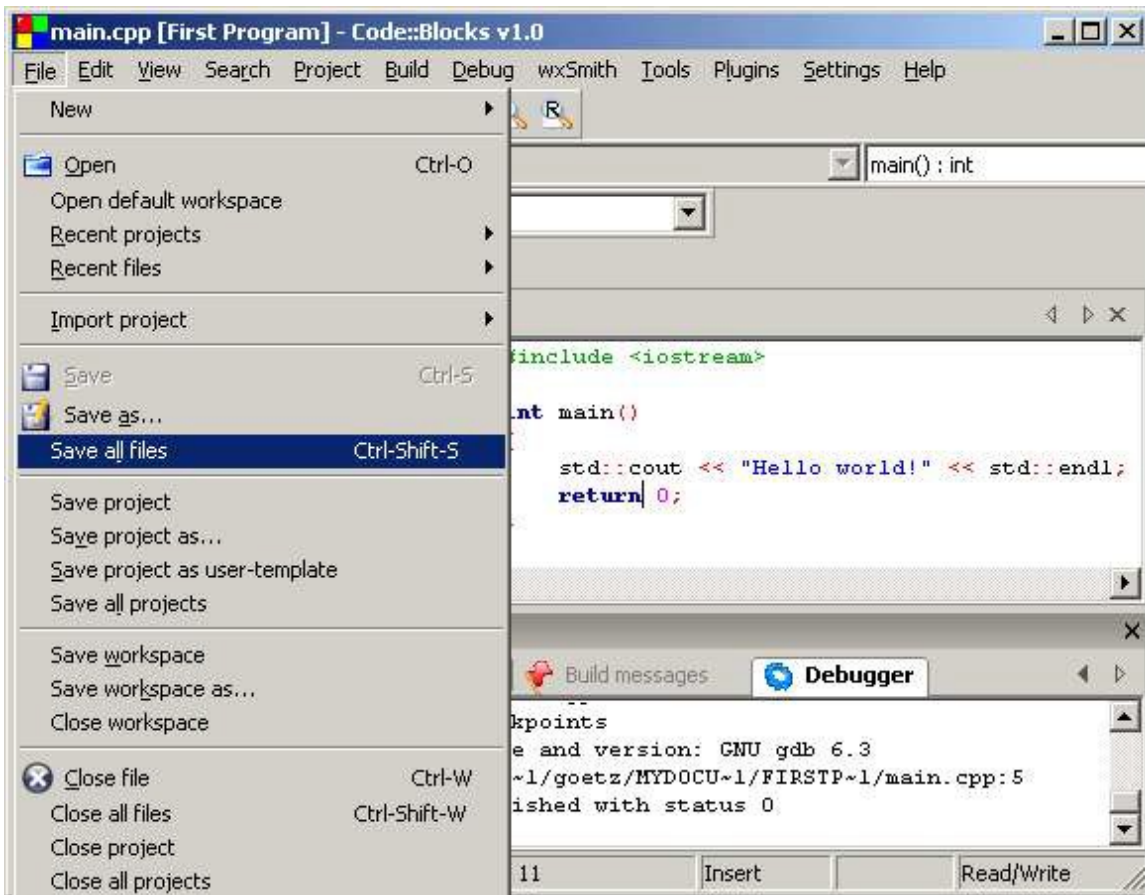 main.cpp [First Program] - Code::Blocks v1.0
File Edit View Search Project Build Debug wxSmith Tools Plugins Settings Help
New
R
Open Ctrl-O
main() : int
Open default workspace
Recent projects
Recent files
Import project
#include <iostream>
Save Ctrl-S
Save as...
int main()
Save all files Ctrl-Shift-S
std::cout << "Hello world!" << std::endl;
return 0;
Save project
Save project as...
Save project as user-template
Save all projects
Save workspace
Save workspace as...
Close workspace
Build messages Debugger
kpoints
e and version: GNU gdb 6.3
~1/goetz/MYDOCU~1/FIRSTP~1/main.cpp:5
ished with status 0
Close file Ctrl-W
Close all files Ctrl-Shift-W
Close project
Close all projects
11 Insert Read/Write